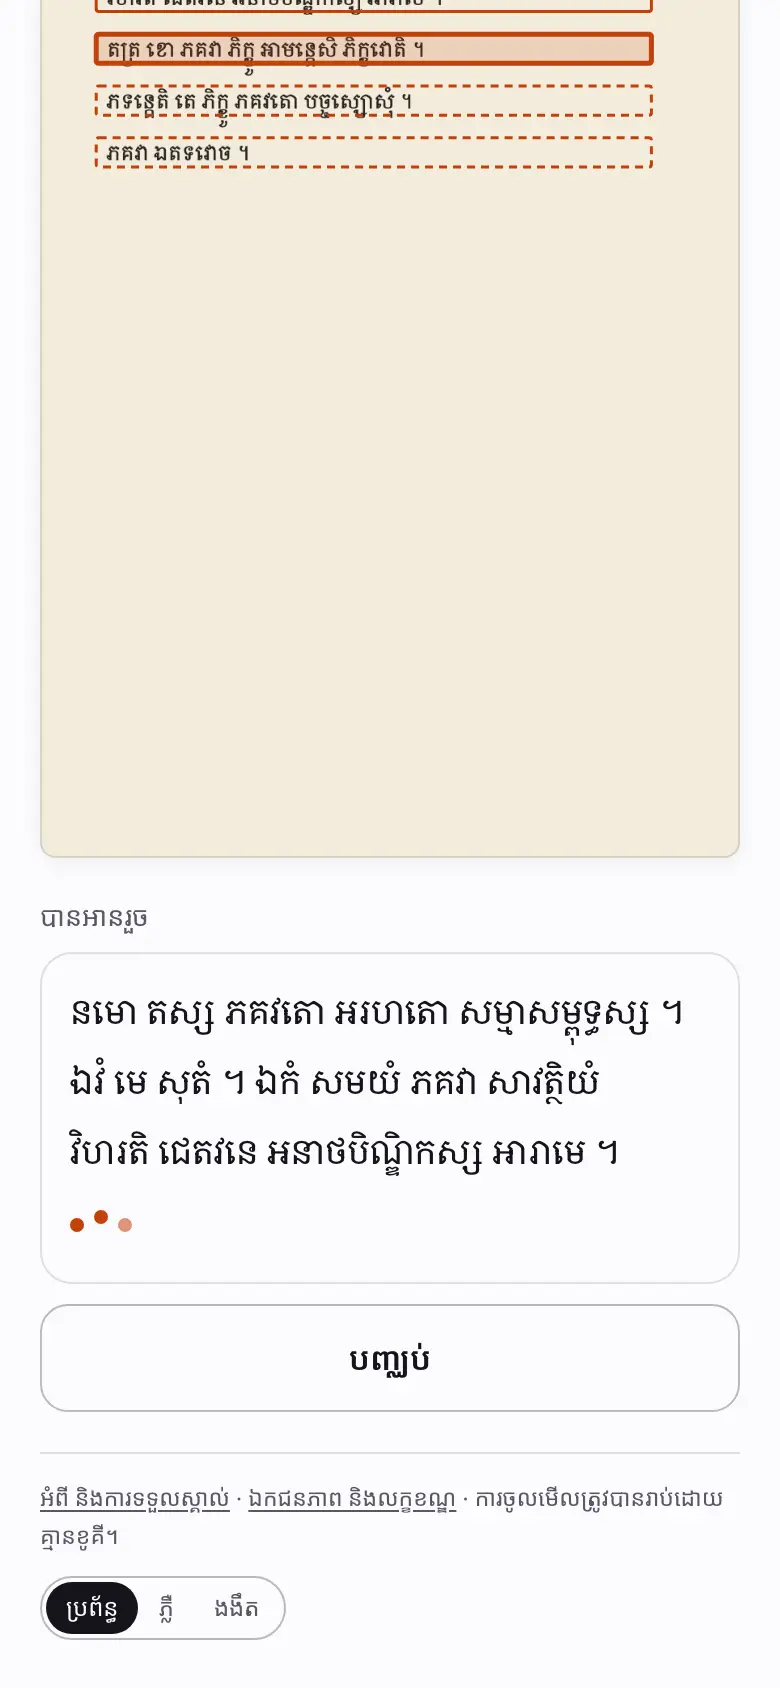 តត្រ ខោ ភគវា ភិក្ខូ អាមន្តេសិ ភិក្ខវោតិ ។
ភទន្តេតិ តេ ភិក្ខូ ភគវតោ បច្ចស្សោសុំ ។
ភគវា ឯតទវោច ។
បានអានរួច
នមោ តស្ស ភគវតោ អរហតោ សម្មាសម្ពុទ្ធស្ស ។
ឯវំ មេ សុតំ ។ ឯកំ សមយំ ភគវា សាវត្ថិយំ
វិហរតិ ជេតវនេ អនាថបិណ្ឌិកស្ស អារាមេ ។
បញ្ឈប់
អំពី និងការទទួលស្គាល់ · ឯកជនភាព និងលក្ខខណ្ឌ · ការចូលមើលត្រូវបានរាប់ដោយ
គ្មានខូគី។
ប្រព័ន្ធ ភ្លឺ ងងឹត